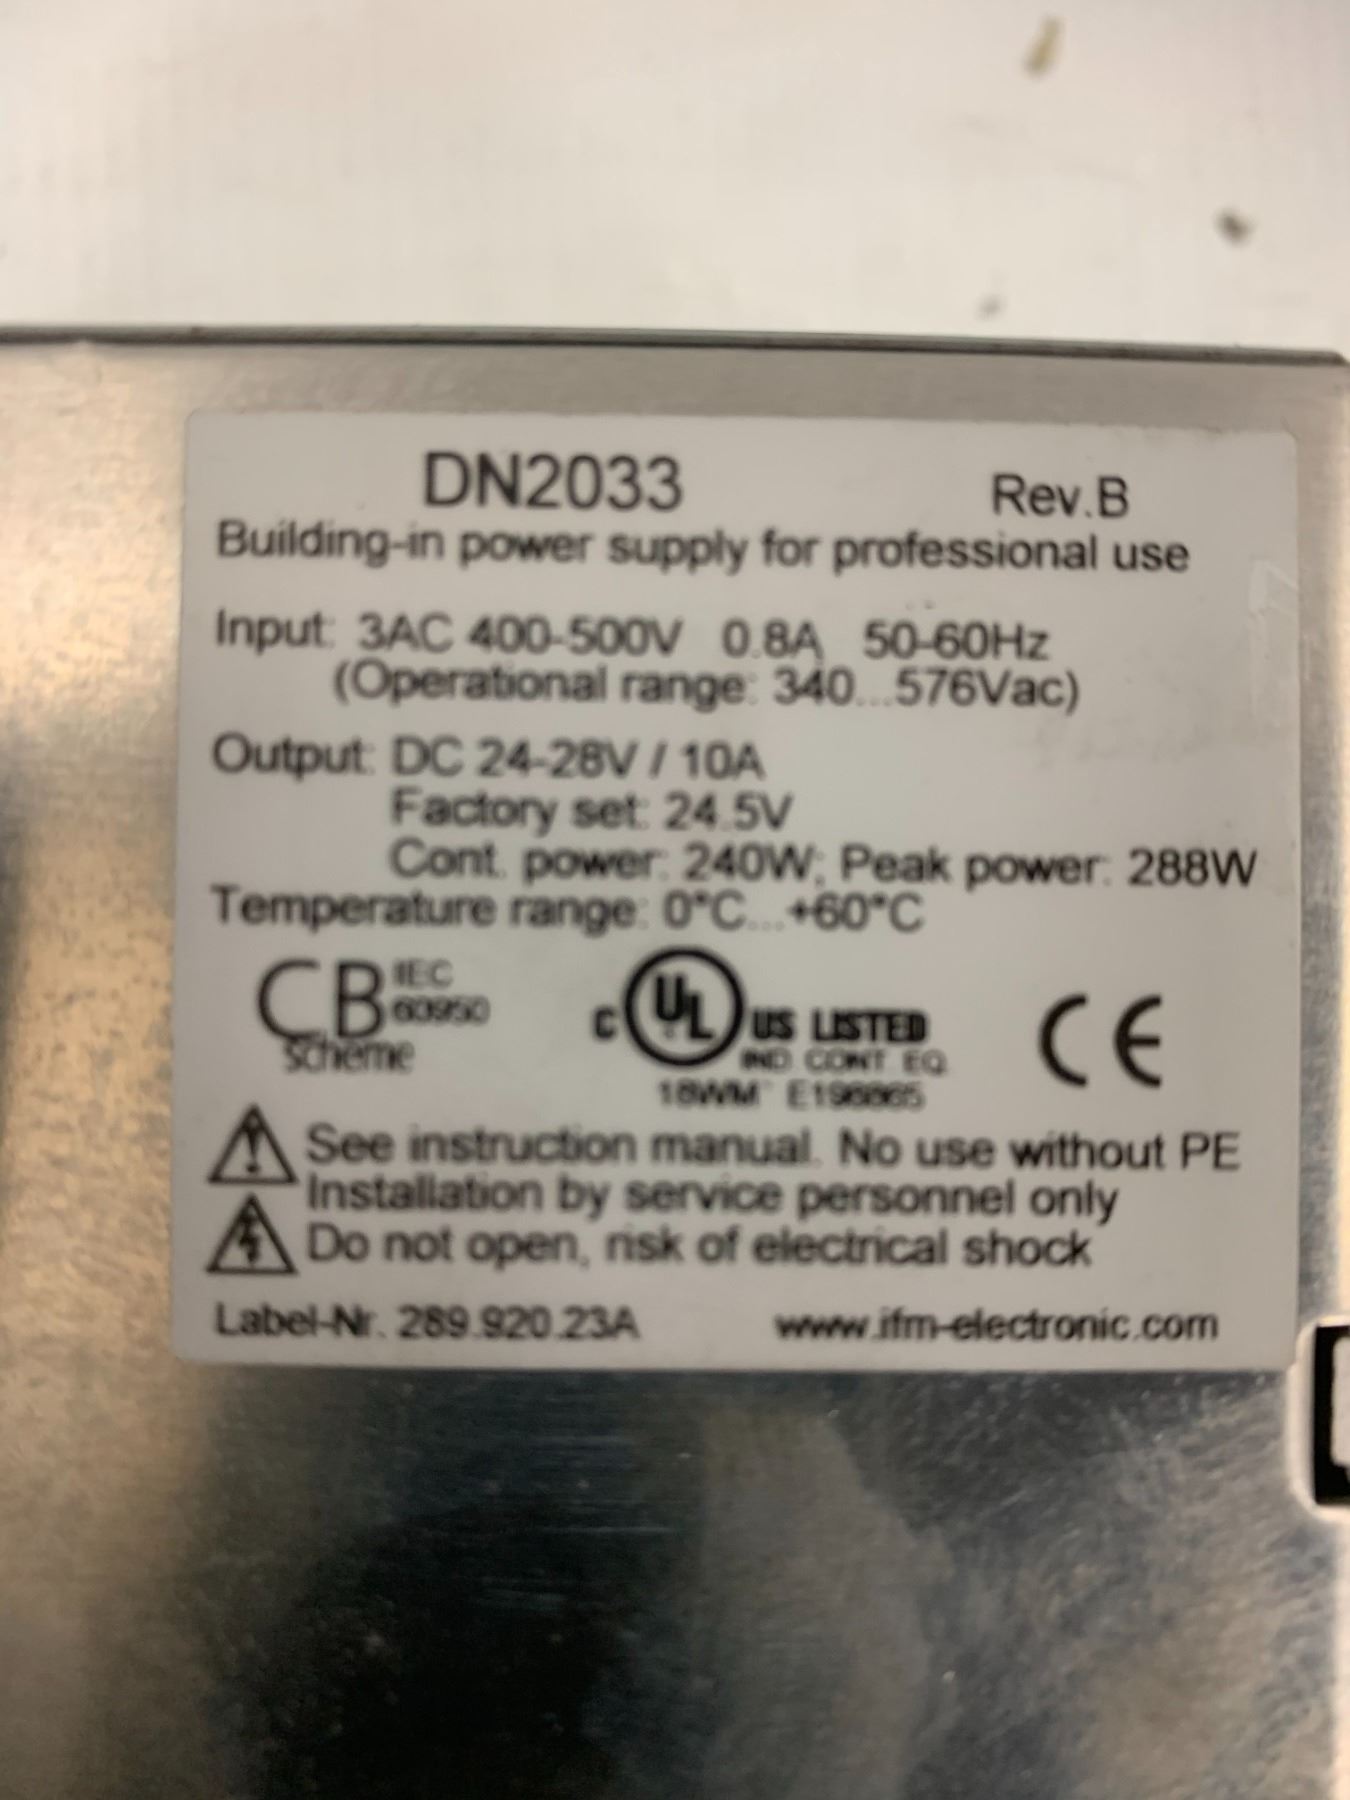 DN2033 Rev.B
Building-in power supply for professional use
Input: 3AC 400-500V 0.8A 50-60Hz
(Operational range: 340...576Vac)
Output: DC 24-28V / 10A
Factory set: 24.5V
Cont. power: 240W; Peak power: 288W
Temperature range: 0°C...+60°C
CB IEC
60950
Scheme
C UL US LISTED CE
IND. CONT. EQ.
18WM
See instruction manual. No use without PE
Installation by service personnel only
Do not open, risk of electrical shock
Label-Nr. 289.920.23A www.ifm-electronic.com